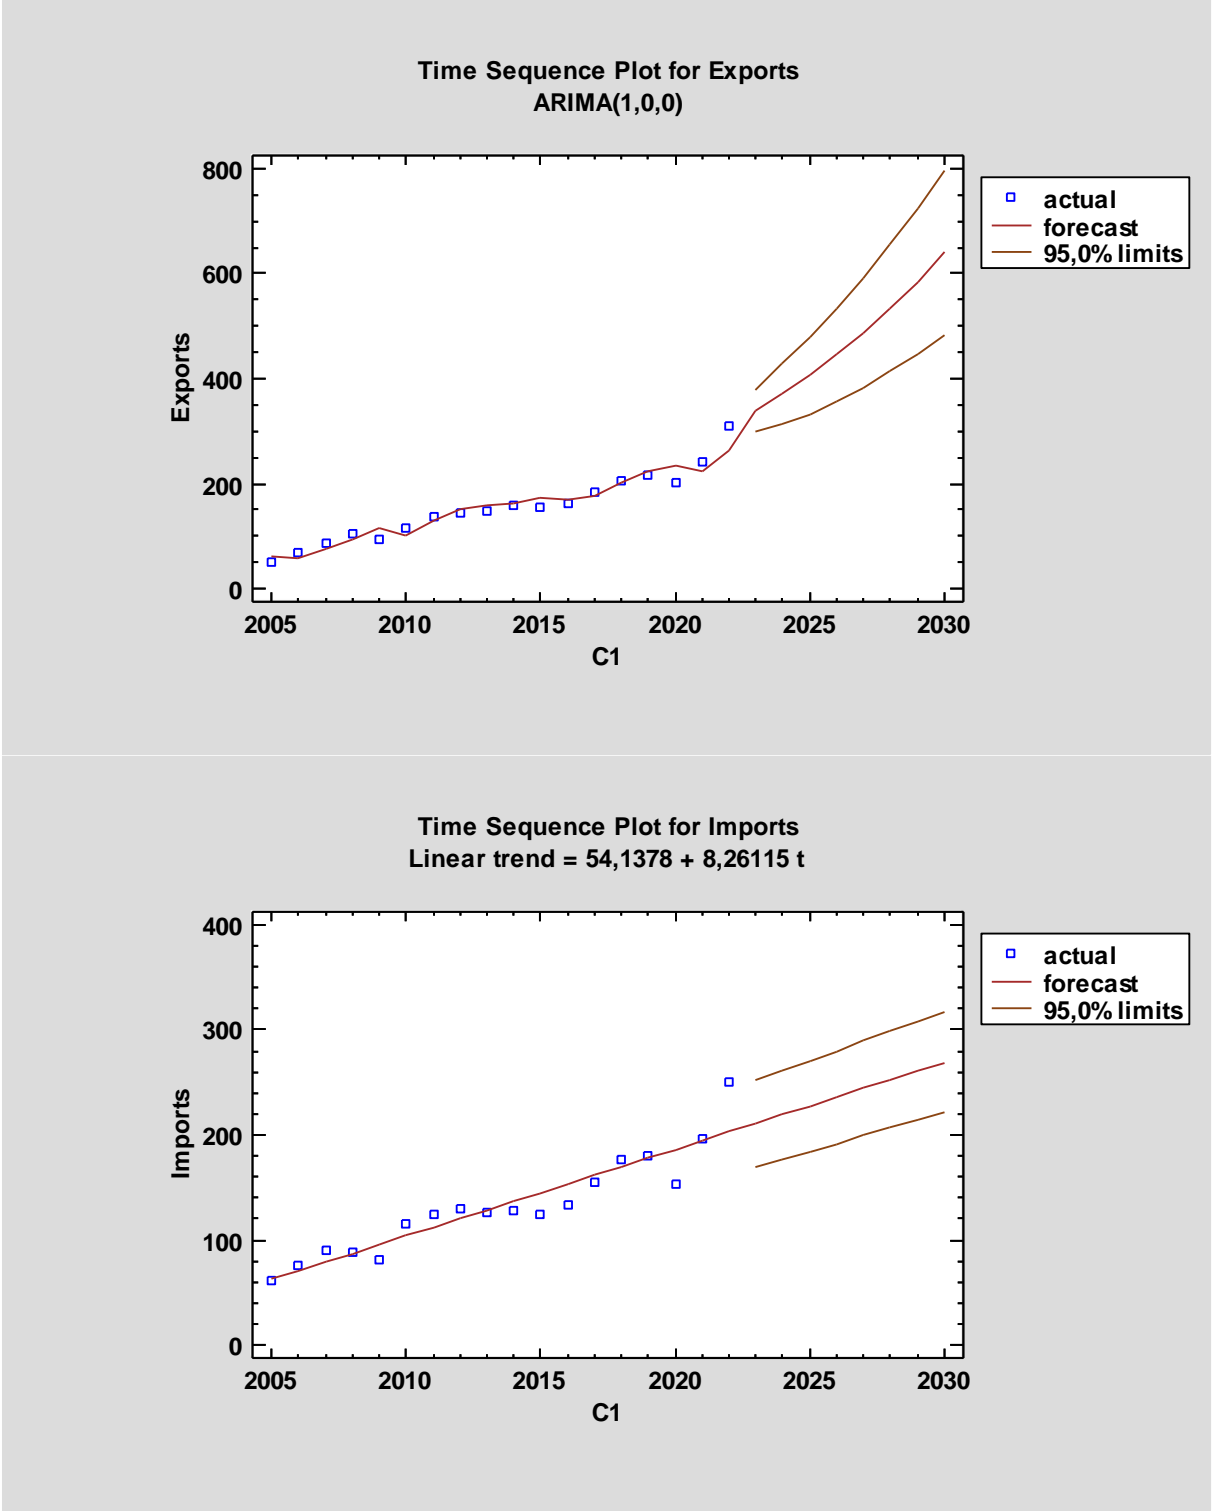 Time Sequence Plot for Exports
ARIMA(1,0,0)
800
600
400
200
0
Exports
2005 2010 2015 2020 2025 2030
C1
actual
forecast
95,0% limits
Time Sequence Plot for Imports
Linear trend = 54,1378 + 8,26115 t
400
300
200
100
0
Imports
2005 2010 2015 2020 2025 2030
C1
actual
forecast
95,0% limits